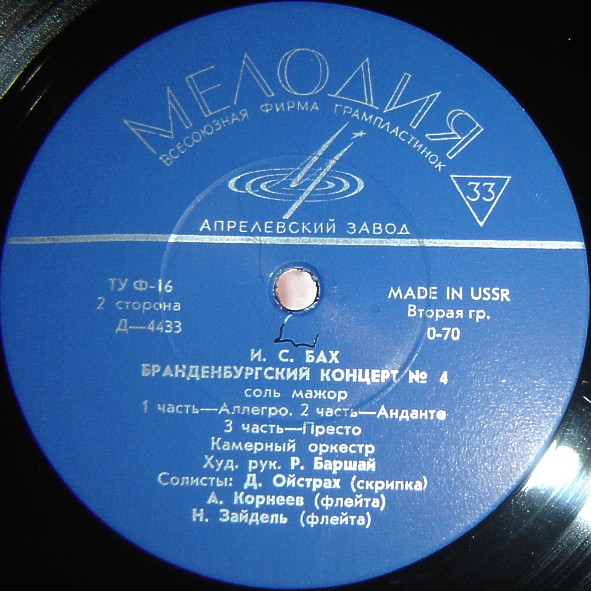 МЕЛОДИЯ
ВСЕСОЮЗНАЯ ФИРМА ГРАМПЛАСТИНОК
33
АПРЕЛЕВСКИЙ ЗАВОД
ТУ Ф-16
2 сторона
Д—4433
MADE IN USSR
Вторая гр.
0-70
И. С. БАХ
БРАНДЕНБУРГСКИЙ КОНЦЕРТ № 4
соль мажор
1 часть—Аллегро. 2 часть—Анданте
3 часть—Престо
Камерный оркестр
Худ. рук. Р. Баршай
Солисты: Д. Ойстрах (скрипка)
А. Корнеев (флейта)
Н. Зайдель (флейта)